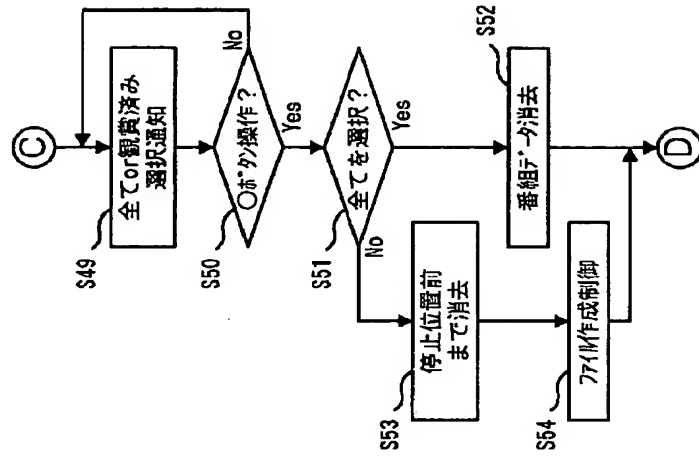 C
S49
全てor観賞済み
選択通知
S50
○ボタン操作?
No
Yes
S51
全てを選択?
No
Yes
S53
停止位置前
まで消去
S52
番組データ消去
S54
ファイル作成制御
D